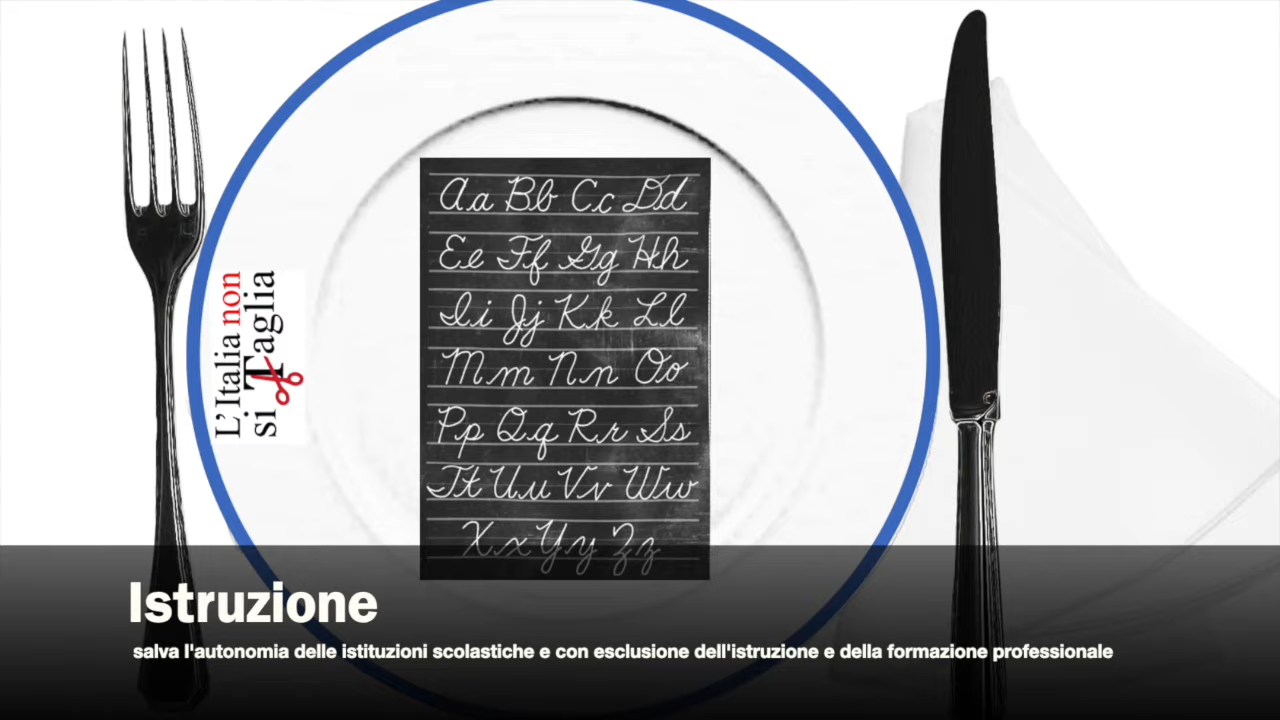 L'Italia non
si Taglia
Aa Bb Cc Dd
Ee Ff Gg Hh
Ii Jj Kk Ll
Mm Nn Oo
Pp Qq Rr Ss
Tt Uu Vv Ww
Xx Yy Zz
Istruzione
salva l'autonomia delle istituzioni scolastiche e con esclusione dell'istruzione e della formazione professionale